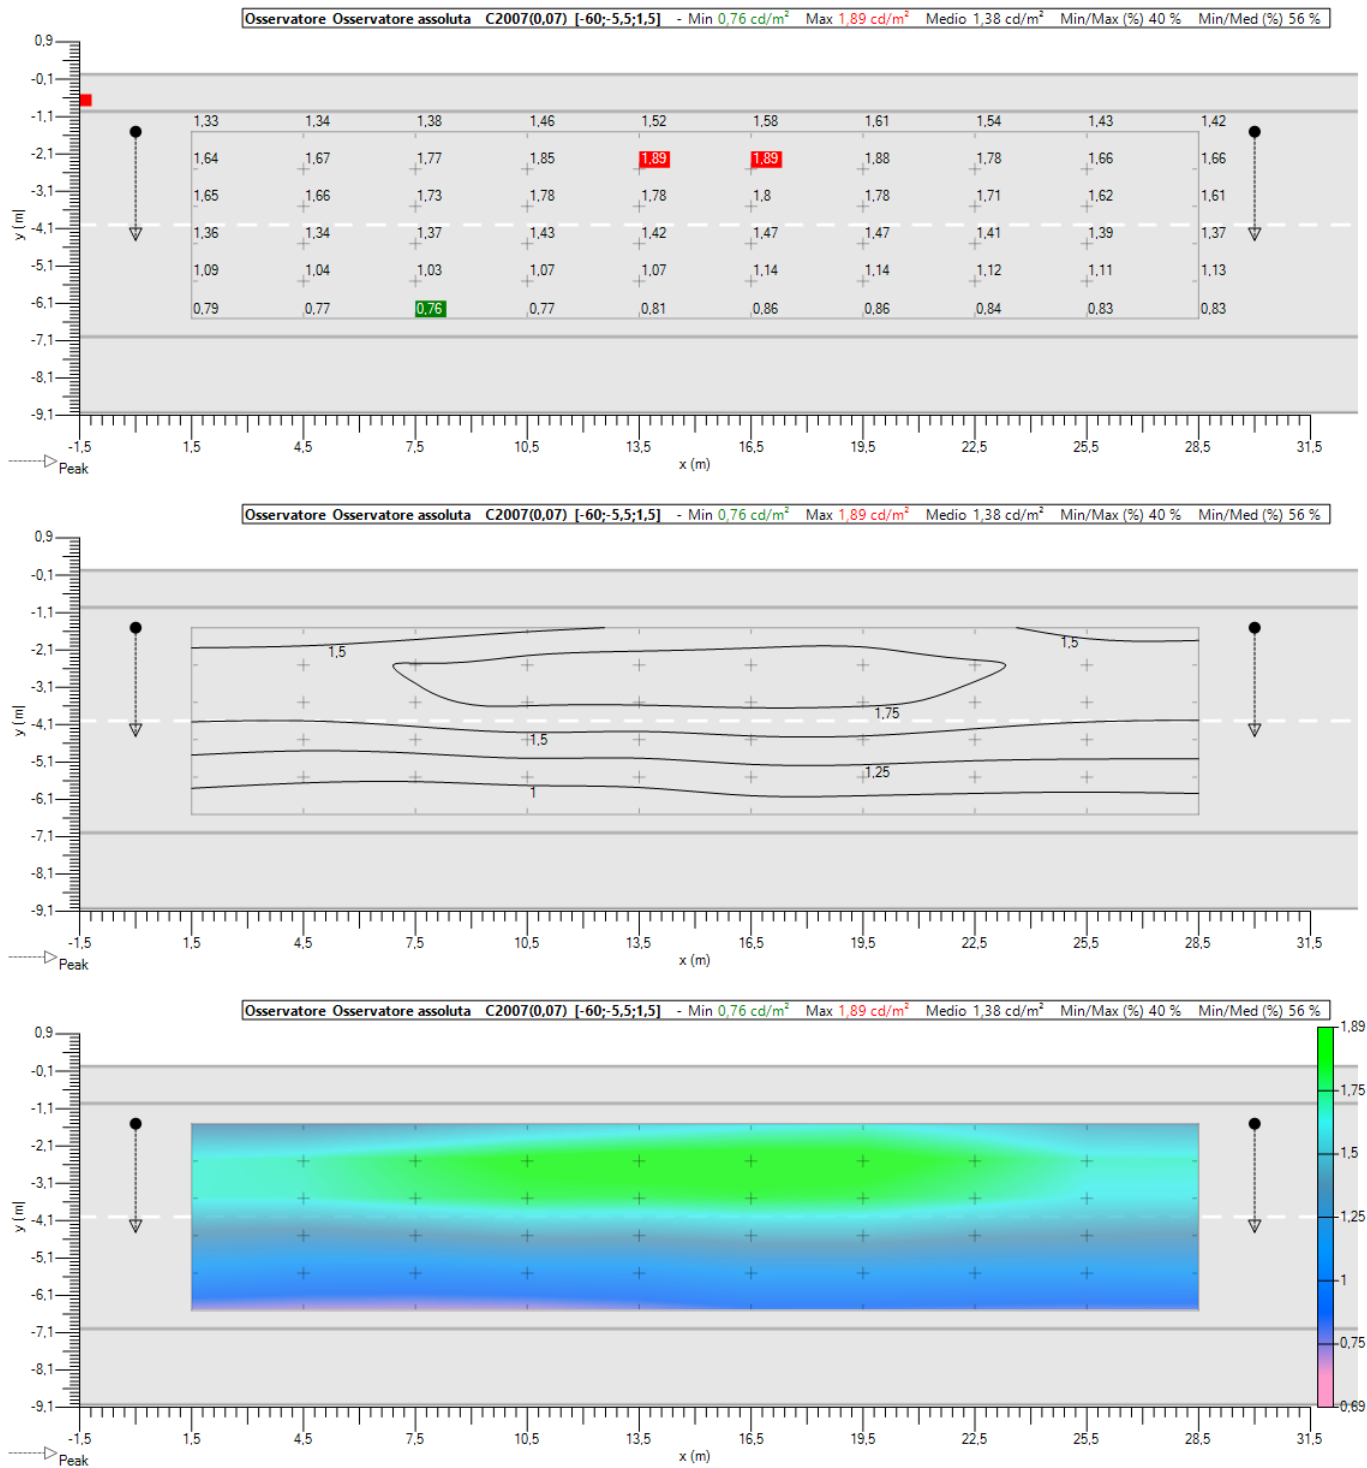 Osservatore Osservatore assoluta C2007(0,07) [-60;-5,5;1,5] - Min 0,76 cd/m² Max 1,89 cd/m² Medio 1,38 cd/m² Min/Max (%) 40 % Min/Med (%) 56 %
0,9
-0,1
-1,1
1,33 1,34 1,38 1,46 1,52 1,58 1,61 1,54 1,43 1,42
-2,1 1,64 1,67 1,77 1,85 1,89 1,89 1,88 1,78 1,66 1,66
-3,1 1,65 1,66 1,73 1,78 1,78 1,8 1,78 1,71 1,62 1,61
-4,1 1,36 1,34 1,37 1,43 1,42 1,47 1,47 1,41 1,39 1,37
y (m)
-5,1 1,09 1,04 1,03 1,07 1,07 1,14 1,14 1,12 1,11 1,13
-6,1 0,79 0,77 0,76 0,77 0,81 0,86 0,86 0,84 0,83 0,83
-7,1
-8,1
-9,1
-1,5 1,5 4,5 7,5 10,5 13,5 16,5 19,5 22,5 25,5 28,5 31,5
x (m)
Peak
Osservatore Osservatore assoluta C2007(0,07) [-60;-5,5;1,5] - Min 0,76 cd/m² Max 1,89 cd/m² Medio 1,38 cd/m² Min/Max (%) 40 % Min/Med (%) 56 %
0,9
-0,1
-1,1
1,5
-2,1 1,5
-3,1
1,75
-4,1
y (m)
1,5
-5,1
1,25
1
-6,1
-7,1
-8,1
-9,1
-1,5 1,5 4,5 7,5 10,5 13,5 16,5 19,5 22,5 25,5 28,5 31,5
x (m)
Peak
Osservatore Osservatore assoluta C2007(0,07) [-60;-5,5;1,5] - Min 0,76 cd/m² Max 1,89 cd/m² Medio 1,38 cd/m² Min/Max (%) 40 % Min/Med (%) 56 %
0,9 1,89
-0,1
1,75
-1,1
-2,1
1,5
-3,1
-4,1 1,25
y (m)
-5,1
1
-6,1
-7,1
0,75
-8,1
-9,1 0,69
-1,5 1,5 4,5 7,5 10,5 13,5 16,5 19,5 22,5 25,5 28,5 31,5
x (m)
Peak